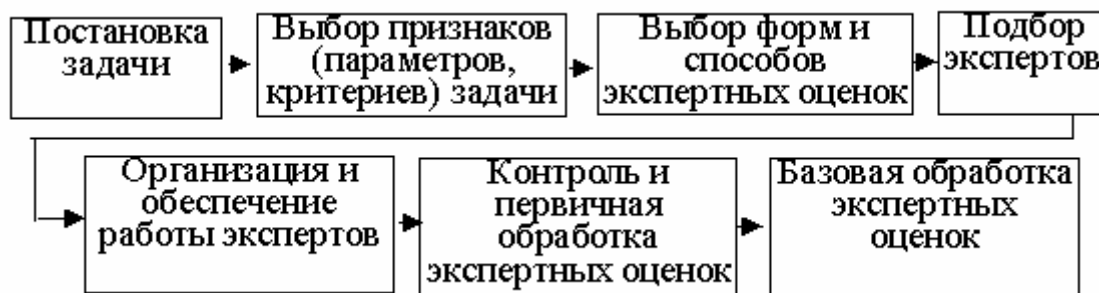 Постановка
задачи
Выбор признаков
(параметров,
критериев) задачи
Выбор форм и
способов
экспертных оценок
Подбор
экспертов
Организация и
обеспечение
работы экспертов
Контроль и
первичная
обработка
экспертных оценок
Базовая обработка
экспертных
оценок